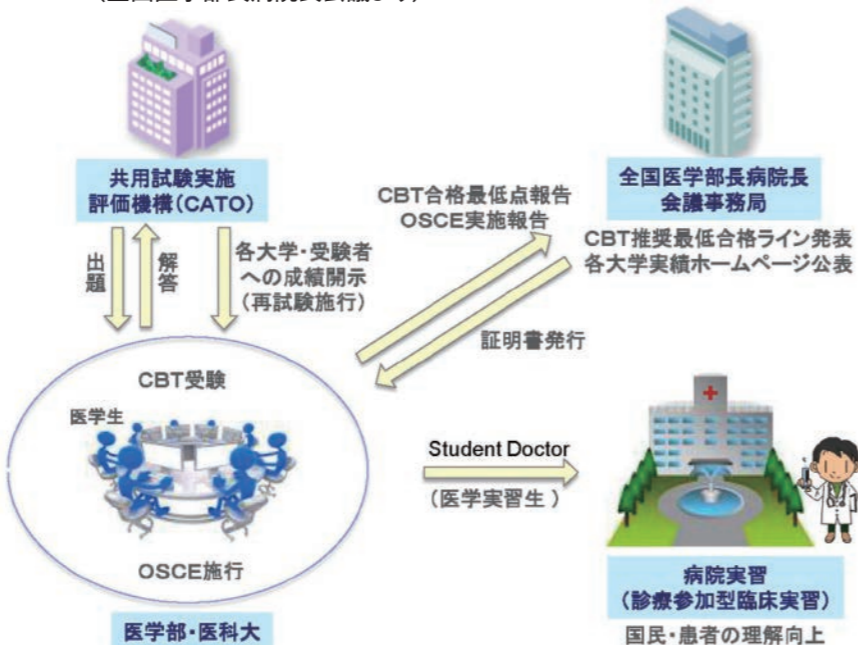 共用試験実施
評価機構(CATO)
全国医学部長病院長
会議事務局
CBT合格最低点報告
OSCE実施報告
CBT推奨最低合格ライン発表
各大学実績ホームページ公表
出題
解答
各大学・受験者
への成績開示
(再試験施行)
証明書発行
CBT受験
医学生
OSCE施行
医学部・医科大
Student Doctor
(医学実習生)
病院実習
(診療参加型臨床実習)
国民・患者の理解向上